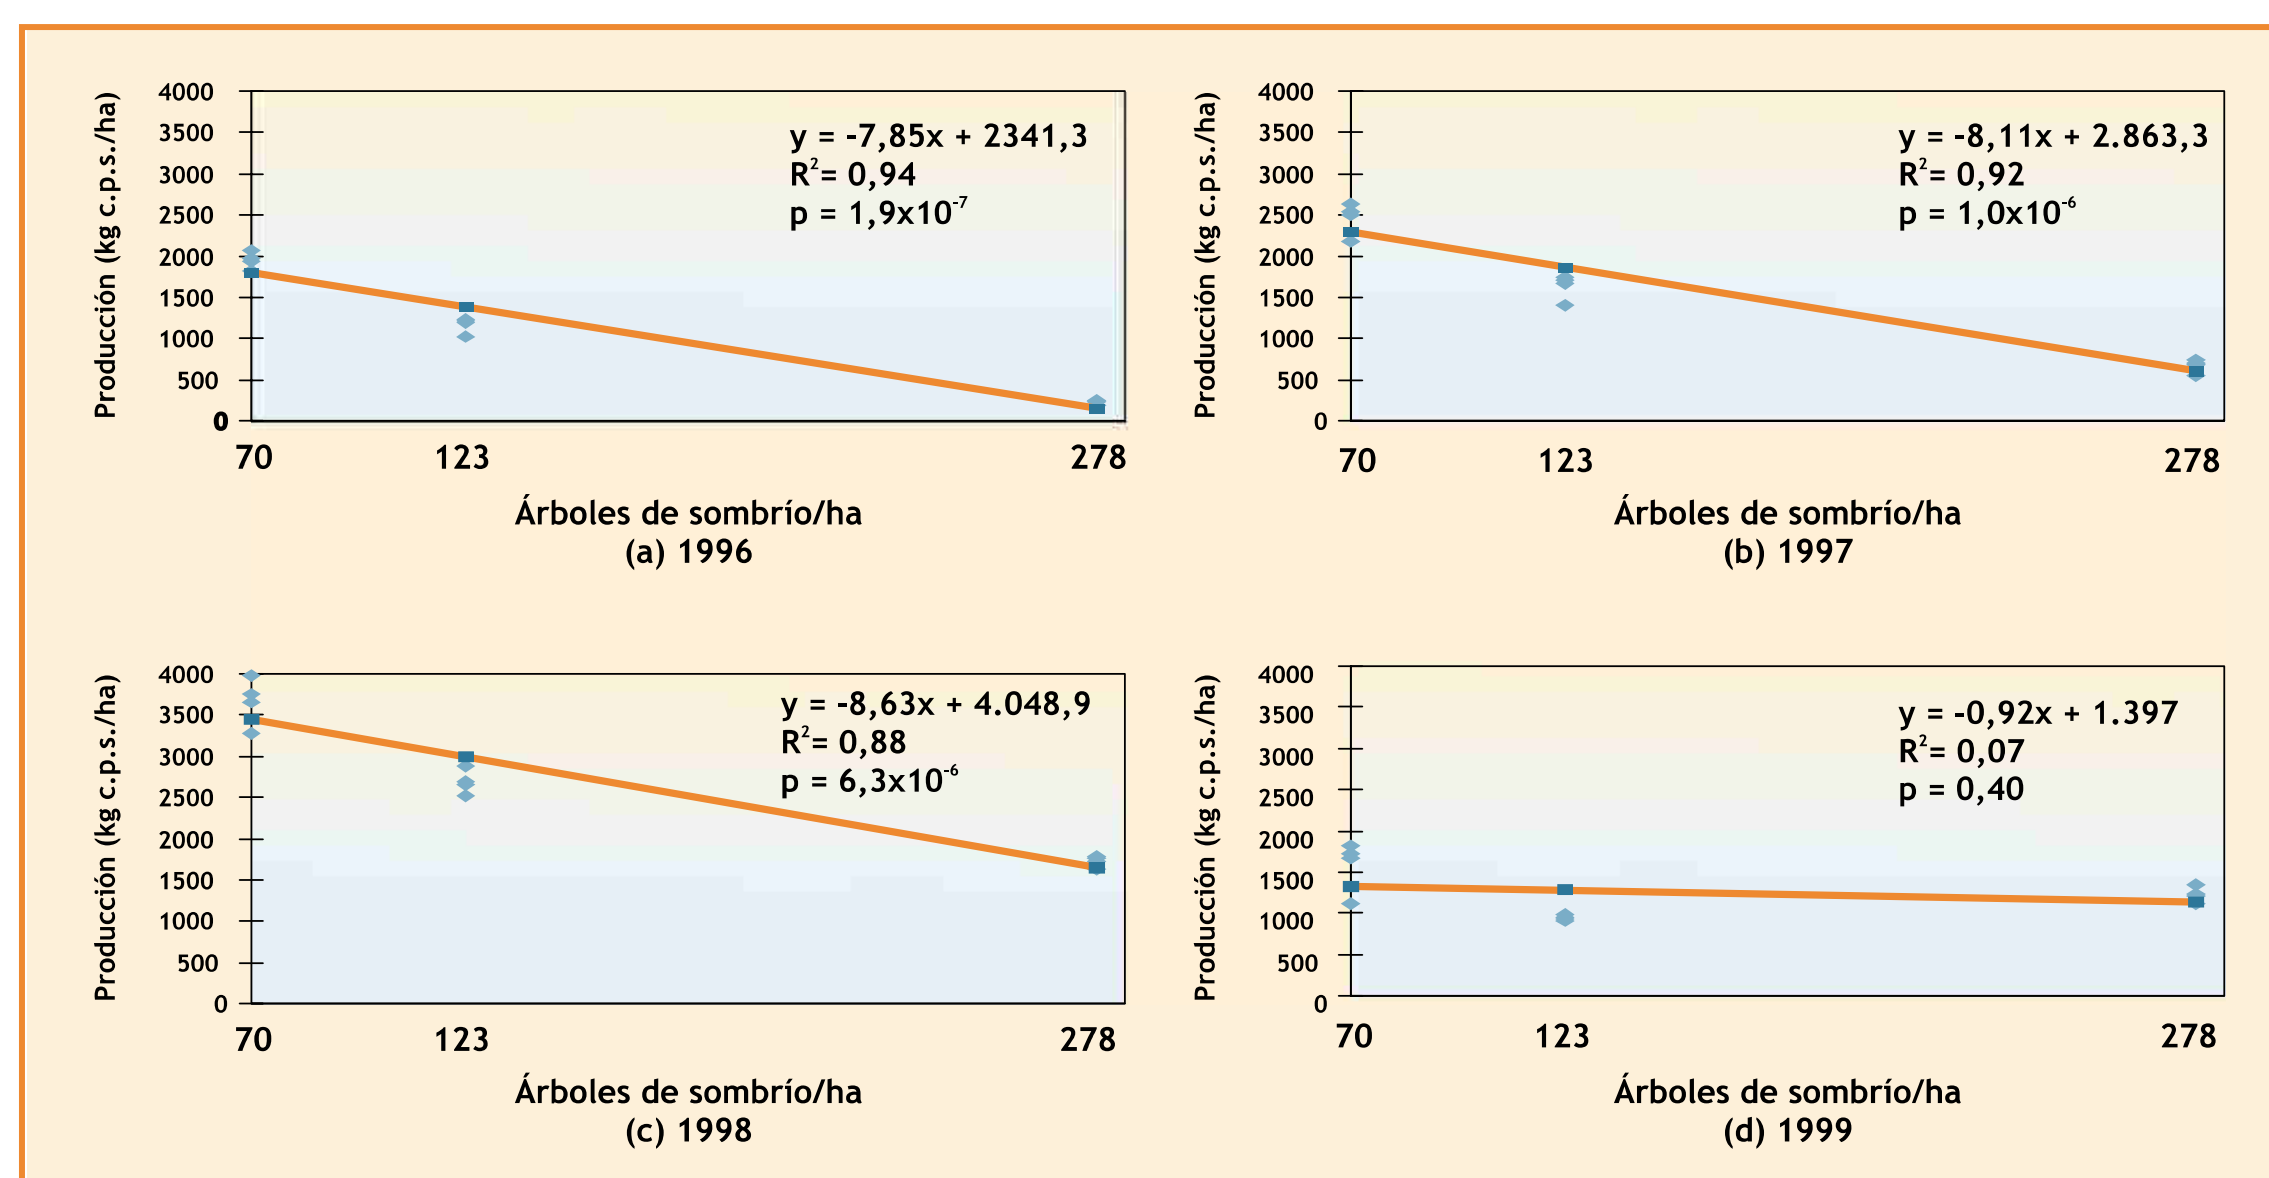 Producción (kg c.p.s./ha)
4000
3500
3000
2500
2000
1500
1000
500
0
y = -7,85x + 2341,3
R²= 0,94
p = 1,9x10⁻⁷
70 123 278
Árboles de sombrío/ha
(a) 1996
Producción (kg c.p.s./ha)
4000
3500
3000
2500
2000
1500
1000
500
0
y = -8,11x + 2.863,3
R²= 0,92
p = 1,0x10⁻⁶
70 123 278
Árboles de sombrío/ha
(b) 1997
Producción (kg c.p.s./ha)
4000
3500
3000
2500
2000
1500
1000
500
0
y = -8,63x + 4.048,9
R²= 0,88
p = 6,3x10⁻⁶
70 123 278
Árboles de sombrío/ha
(c) 1998
Producción (kg c.p.s./ha)
4000
3500
3000
2500
2000
1500
1000
500
0
y = -0,92x + 1.397
R²= 0,07
p = 0,40
70 123 278
Árboles de sombrío/ha
(d) 1999